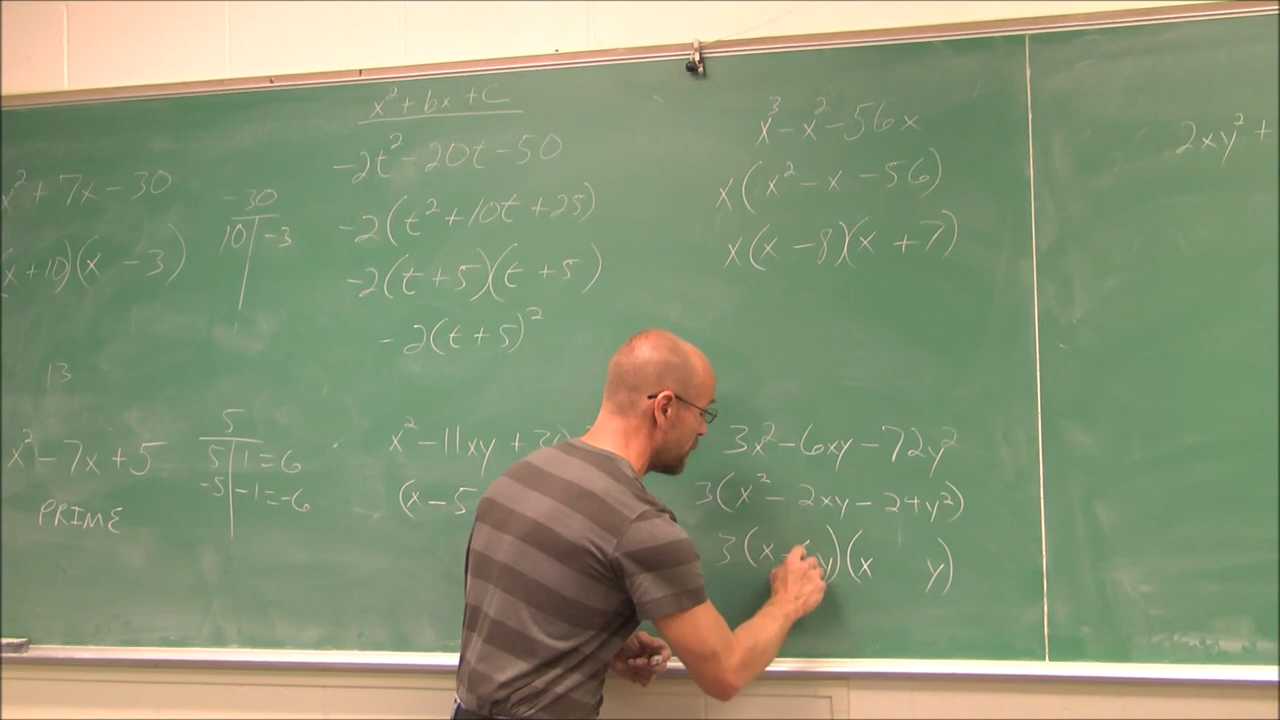 x² + 7x - 30
(x + 10)(x - 3)
-30
10 | -3
13
x² - 7x + 5
PRIME
5
5 | 1 = 6
-5 | -1 = -6
x² + bx + c
-2t² - 20t - 50
-2(t² + 10t + 25)
-2(t + 5)(t + 5)
-2(t + 5)²
x² - 11xy + 3
(x - 5
x³ - x² - 56x
x(x² - x - 56)
x(x - 8)(x + 7)
3x² - 6xy - 72y²
3(x² - 2xy - 24y²)
3(x - y)(x y)
2xy² +